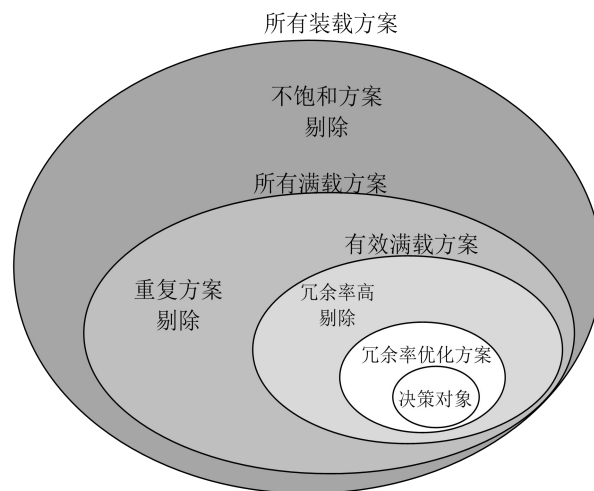 所有装载方案
不饱和方案
剔除
所有满载方案
有效满载方案
重复方案
剔除
冗余率高
剔除
冗余率优化方案
决策对象